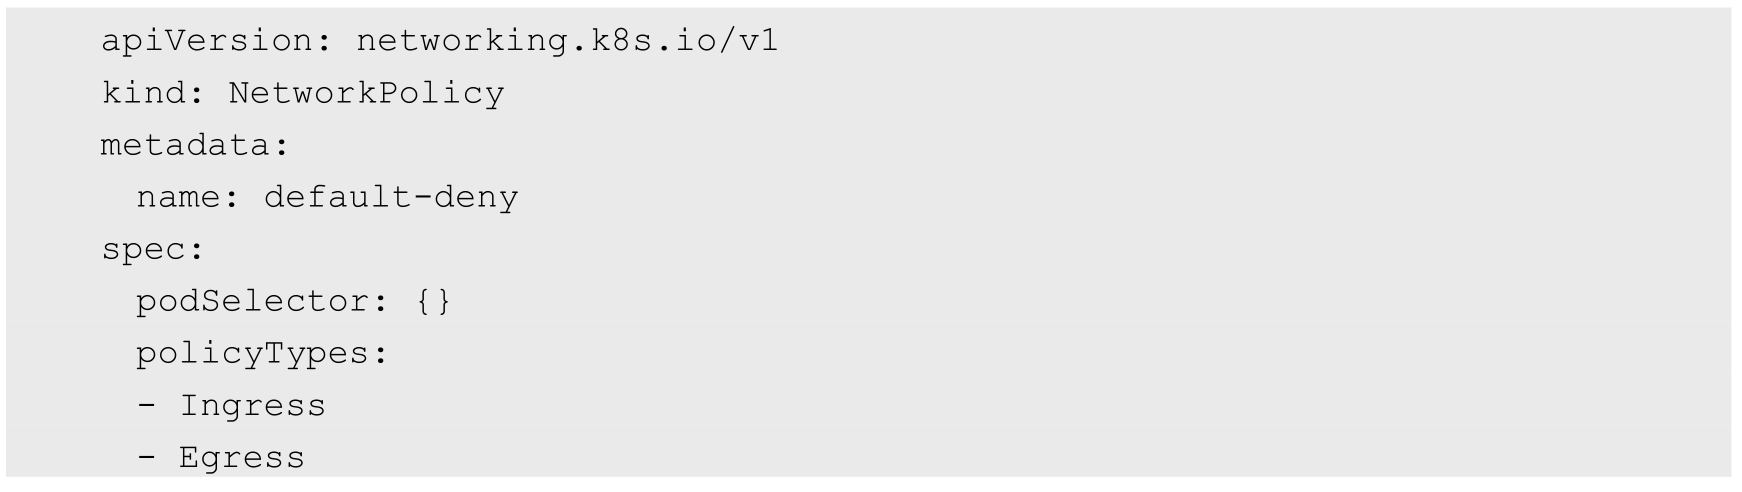 apiVersion: networking.k8s.io/v1
kind: NetworkPolicy
metadata:
  name: default-deny
spec:
  podSelector: {}
  policyTypes:
  - Ingress
  - Egress